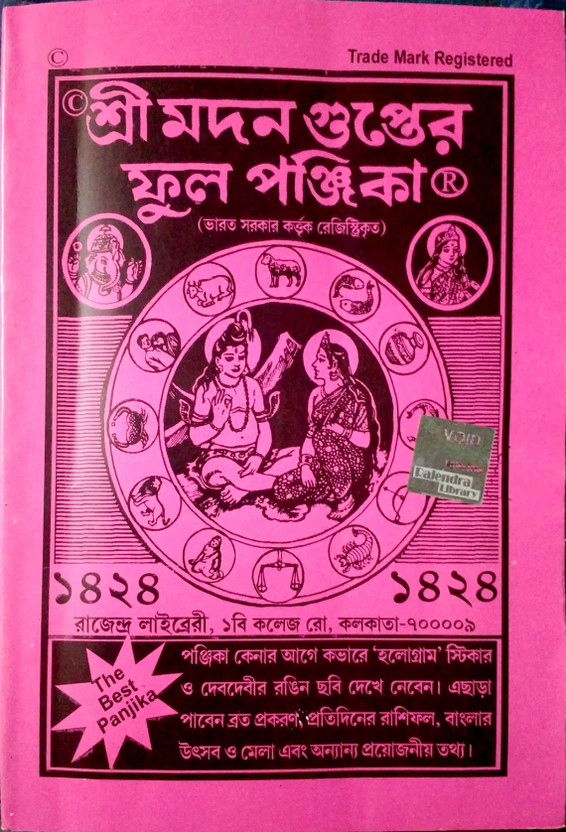 ©
Trade Mark Registered
© শ্রী মদন গুপ্তের
ফুল পঞ্জিকা ®
(ভারত সরকার কর্ত্তৃক রেজিস্ট্রিকৃত)
VOID
Rajendra
Library
১৪২৪ ১৪২৪
রাজেন্দ্র লাইব্রেরী, ১বি কলেজ রো, কলকাতা-৭০০০০৯
The
Best
Panjika
পঞ্জিকা কেনার আগে কভারে ‘হলোগ্রাম’ স্টিকার
ও দেবদেবীর রঙিন ছবি দেখে নেবেন। এছাড়া
পাবেন ব্রত প্রকরণ, প্রতিদিনের রাশিফল, বাংলার
উৎসব ও মেলা এবং অন্যান্য প্রয়োজনীয় তথ্য।